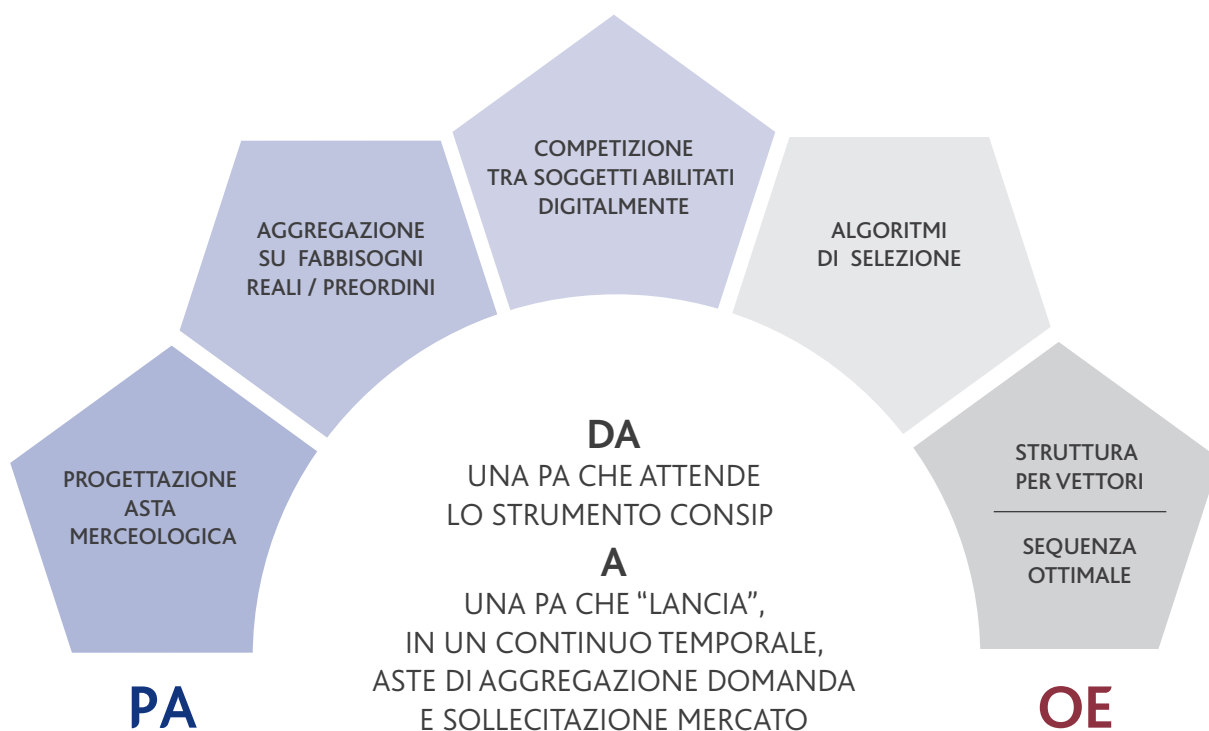 PROGETTAZIONE
ASTA
MERCEOLOGICA
AGGREGAZIONE
SU FABBISOGNI
REALI / PREORDINI
COMPETIZIONE
TRA SOGGETTI ABILITATI
DIGITALMENTE
ALGORITMI
DI SELEZIONE
STRUTTURA
PER VETTORI
SEQUENZA
OTTIMALE
DA
UNA PA CHE ATTENDE
LO STRUMENTO CONSIP
A
UNA PA CHE “LANCIA”,
IN UN CONTINUO TEMPORALE,
ASTE DI AGGREGAZIONE DOMANDA
E SOLLECITAZIONE MERCATO
PA
OE